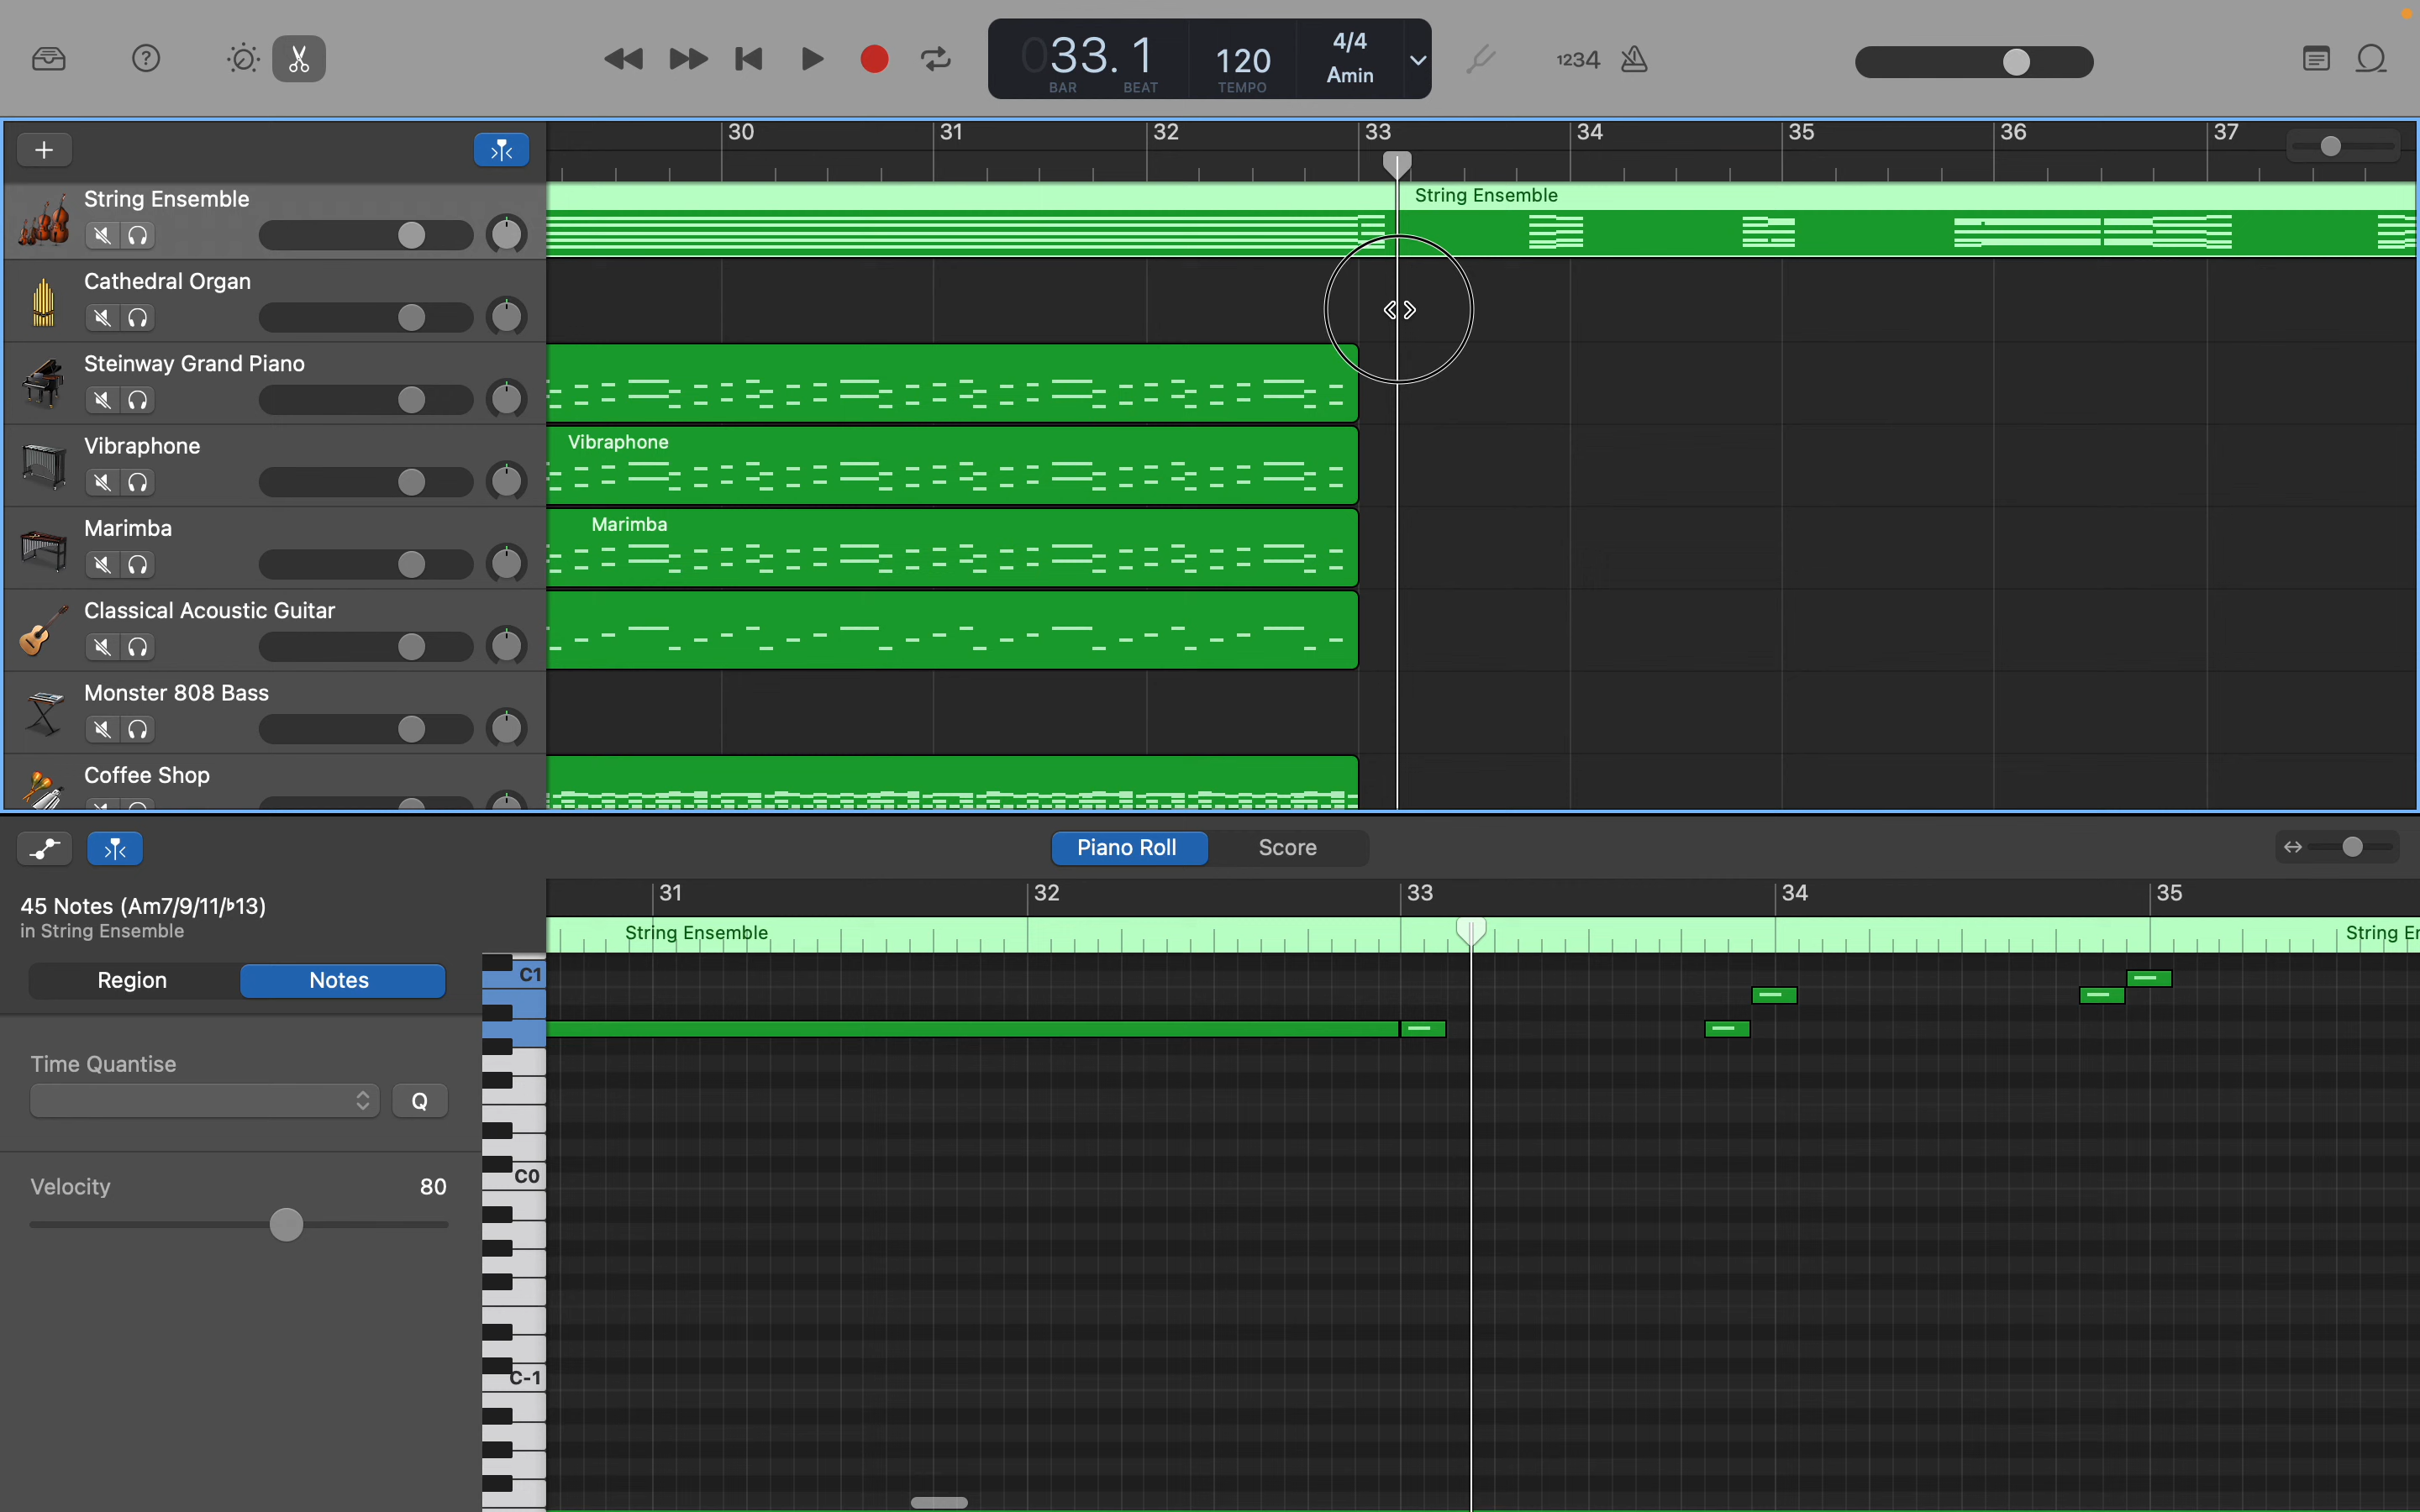 033. 1
BAR BEAT
120
TEMPO
4/4
Amin
1234
30 31 32 33 34 35 36 37
String Ensemble
String Ensemble
Cathedral Organ
Steinway Grand Piano
Vibraphone
Vibraphone
Marimba
Marimba
Classical Acoustic Guitar
Monster 808 Bass
Coffee Shop
Piano Roll Score
31 32 33 34 35
45 Notes (Am7/9/11/♭13)
in String Ensemble
String Ensemble
String Er
Region Notes
C1
Time Quantise
Q
C0
Velocity 80
C-1